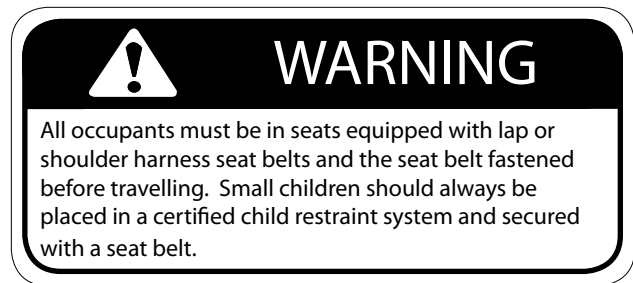 WARNING
All occupants must be in seats equipped with lap or
shoulder harness seat belts and the seat belt fastened
before travelling.  Small children should always be
placed in a certified child restraint system and secured
with a seat belt.